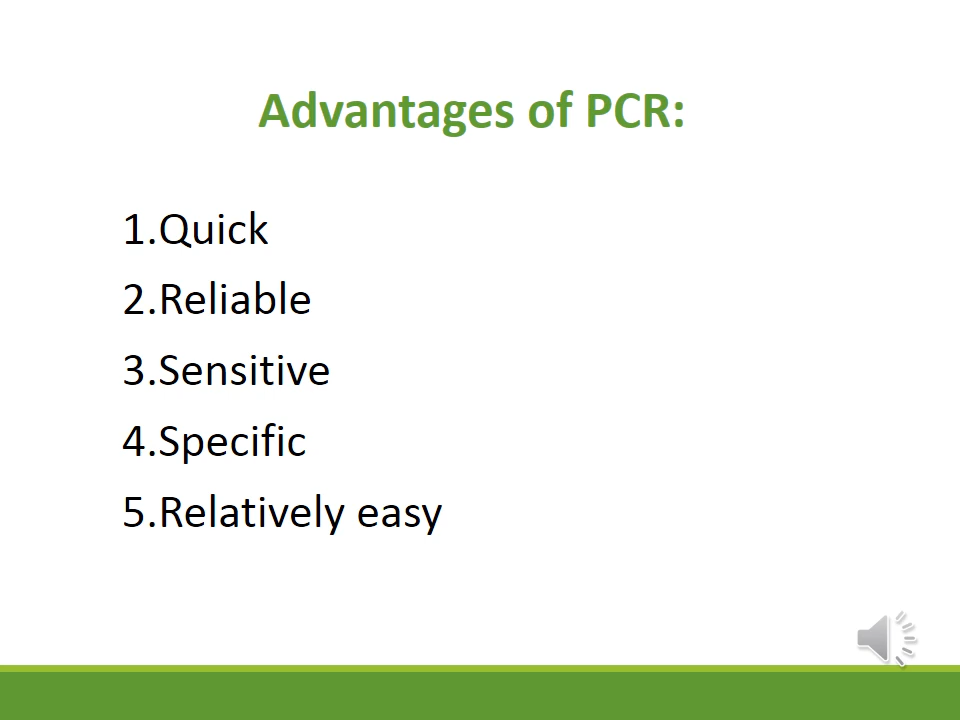 Advantages of PCR:
1.Quick
2.Reliable
3.Sensitive
4.Specific
5.Relatively easy